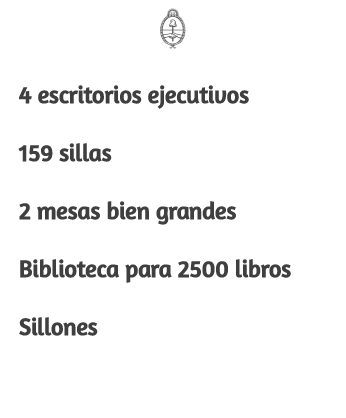 4 escritorios ejecutivos
159 sillas
2 mesas bien grandes
Biblioteca para 2500 libros
Sillones